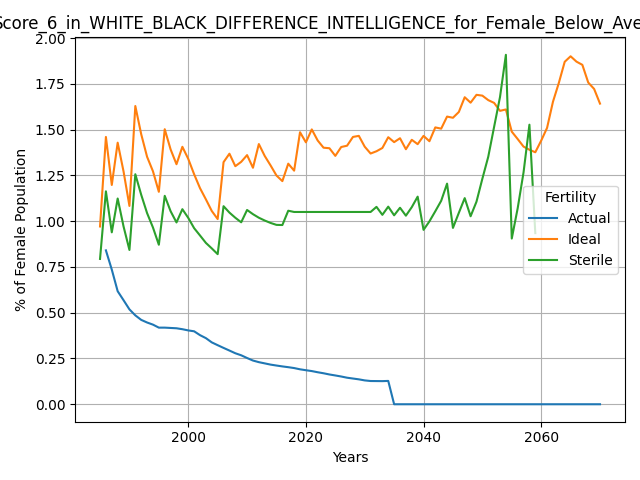 Score_6_in_WHITE_BLACK_DIFFERENCE_INTELLIGENCE_for_Female_Below_Ave
2.00
1.75
1.50
1.25
1.00
0.75
0.50
0.25
0.00
% of Female Population
Fertility
Actual
Ideal
Sterile
2000 2020 2040 2060
Years